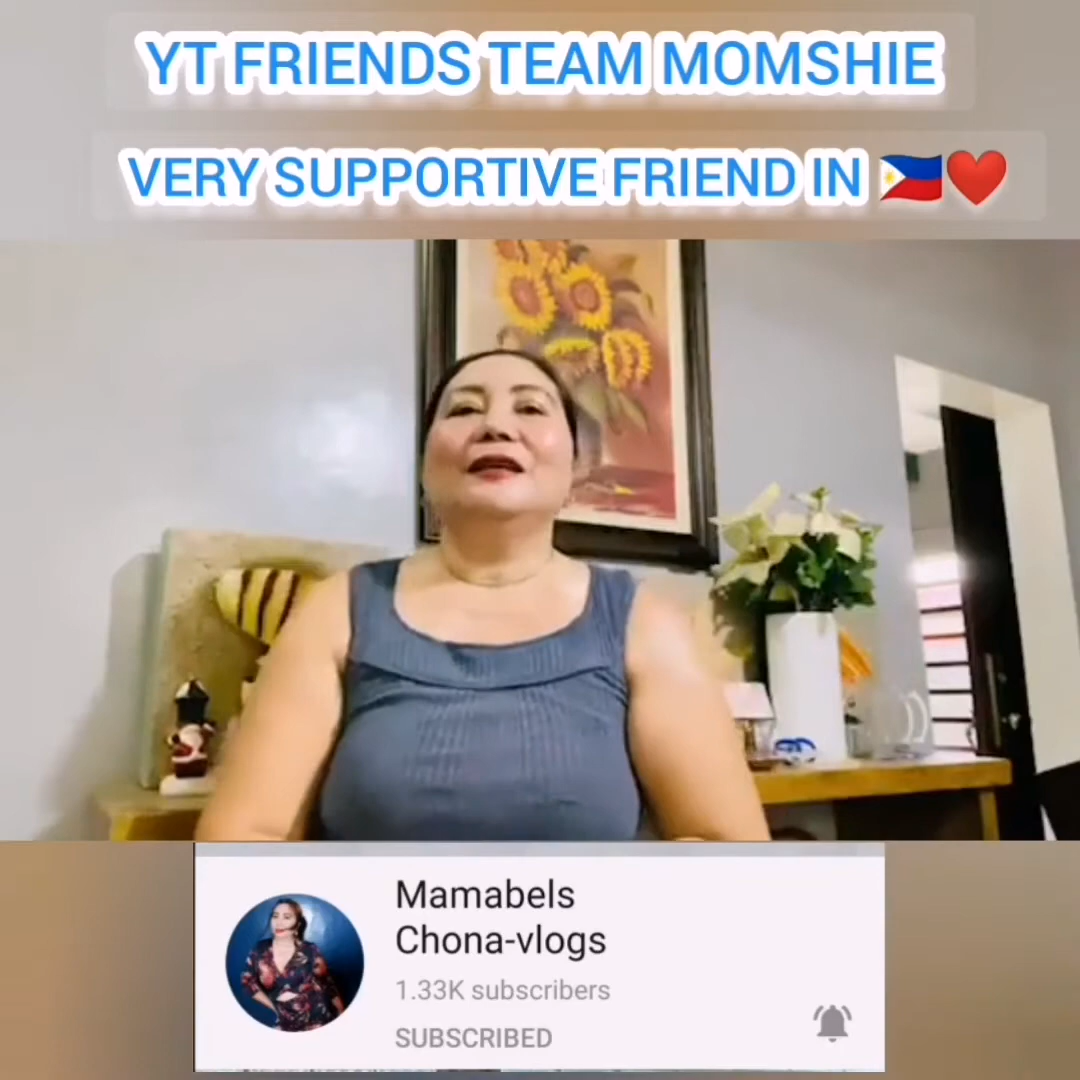 YT FRIENDS TEAM MOMSHIE
VERY SUPPORTIVE FRIEND IN 🇵🇭❤️
Mamabels
Chona-vlogs
1.33K subscribers
SUBSCRIBED